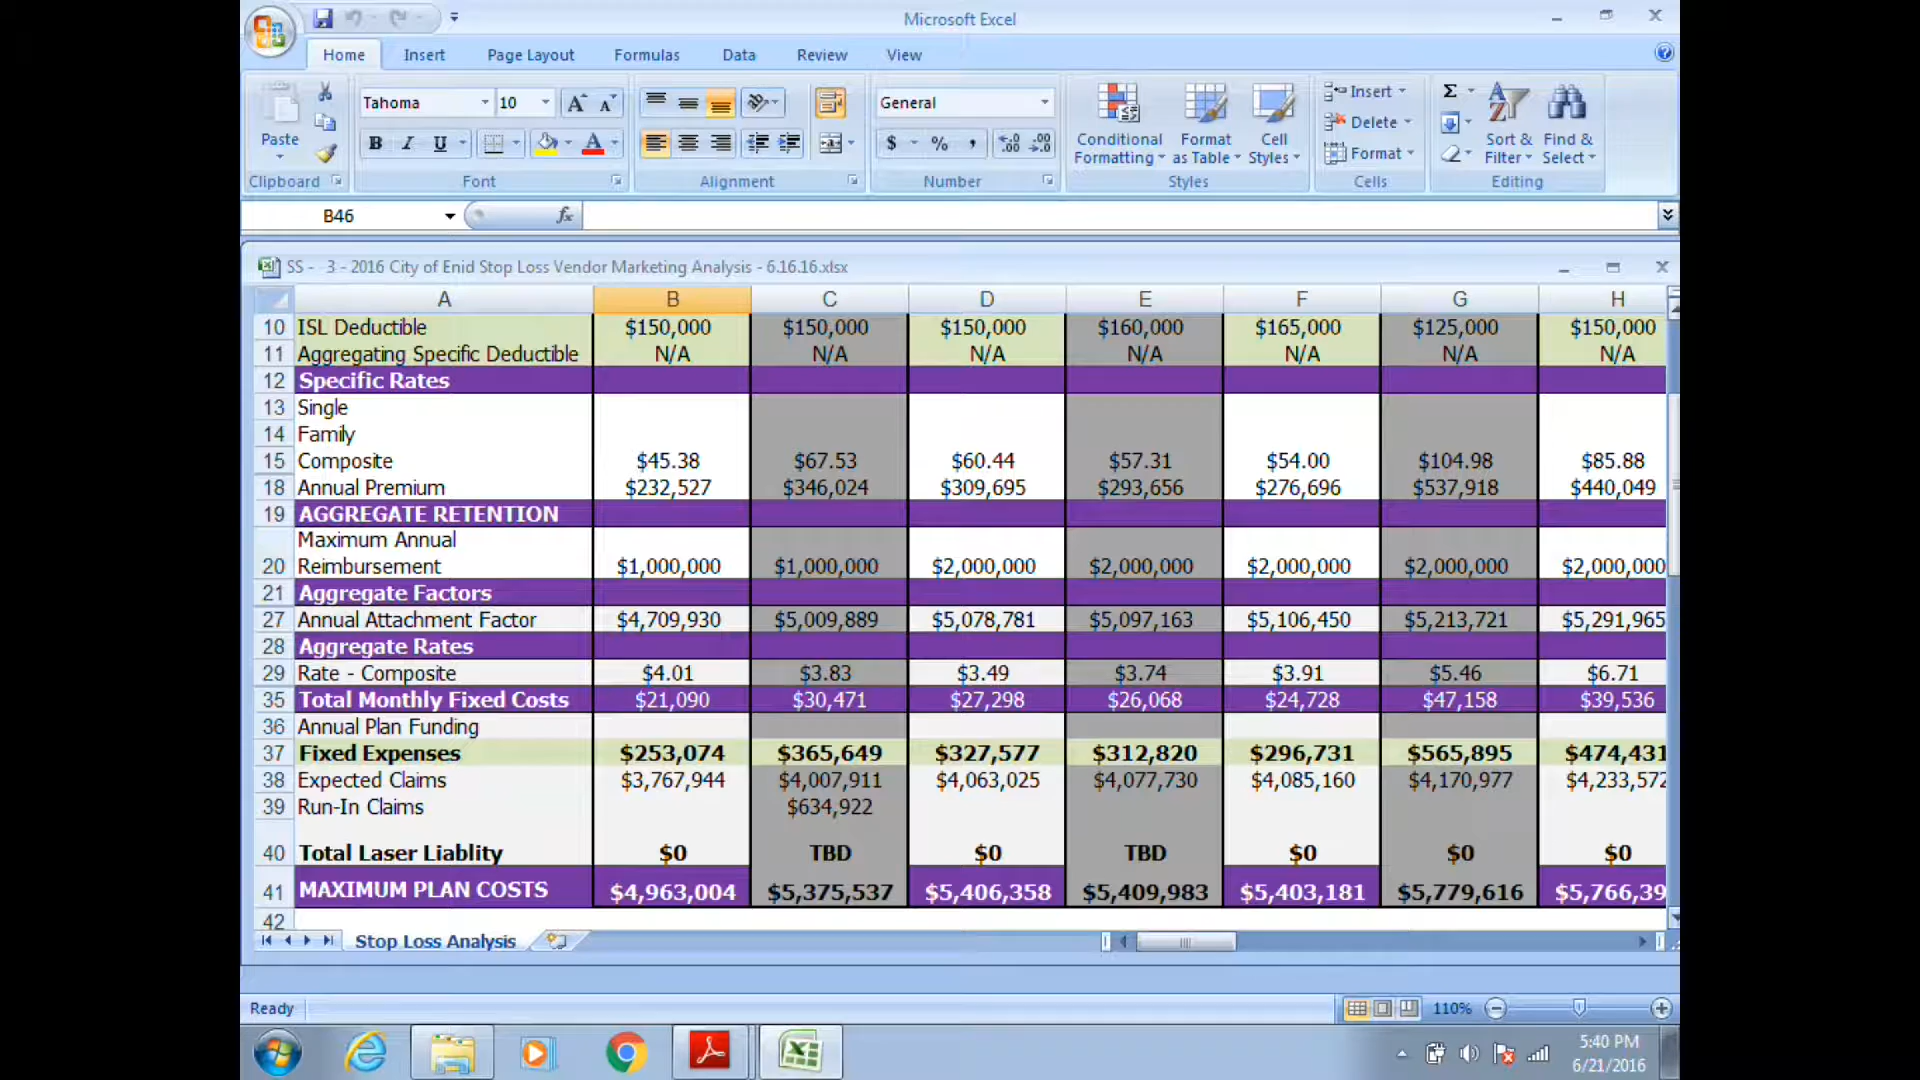 Microsoft Excel
Home Insert Page Layout Formulas Data Review View
Paste
Clipboard
Tahoma 10
B I U
Font
Alignment
General
$ % ,
Number
Conditional Formatting
Format as Table
Cell Styles
Styles
Insert
Delete
Format
Cells
Sort & Filter
Find & Select
Editing
B46 fx
SS - 3 - 2016 City of Enid Stop Loss Vendor Marketing Analysis - 6.16.16.xlsx
A B C D E F G H
10 ISL Deductible $150,000 $150,000 $150,000 $160,000 $165,000 $125,000 $150,000
11 Aggregating Specific Deductible N/A N/A N/A N/A N/A N/A N/A
12 Specific Rates
13 Single
14 Family
15 Composite $45.38 $67.53 $60.44 $57.31 $54.00 $104.98 $85.88
18 Annual Premium $232,527 $346,024 $309,695 $293,656 $276,696 $537,918 $440,049
19 AGGREGATE RETENTION
Maximum Annual
20 Reimbursement $1,000,000 $1,000,000 $2,000,000 $2,000,000 $2,000,000 $2,000,000 $2,000,000
21 Aggregate Factors
27 Annual Attachment Factor $4,709,930 $5,009,889 $5,078,781 $5,097,163 $5,106,450 $5,213,721 $5,291,965
28 Aggregate Rates
29 Rate - Composite $4.01 $3.83 $3.49 $3.74 $3.91 $5.46 $6.71
35 Total Monthly Fixed Costs $21,090 $30,471 $27,298 $26,068 $24,728 $47,158 $39,536
36 Annual Plan Funding
37 Fixed Expenses $253,074 $365,649 $327,577 $312,820 $296,731 $565,895 $474,431
38 Expected Claims $3,767,944 $4,007,911 $4,063,025 $4,077,730 $4,085,160 $4,170,977 $4,233,572
39 Run-In Claims $634,922
40 Total Laser Liablity $0 TBD $0 TBD $0 $0 $0
41 MAXIMUM PLAN COSTS $4,963,004 $5,375,537 $5,406,358 $5,409,983 $5,403,181 $5,779,616 $5,766,39
42
Stop Loss Analysis
Ready 110%
5:40 PM
6/21/2016